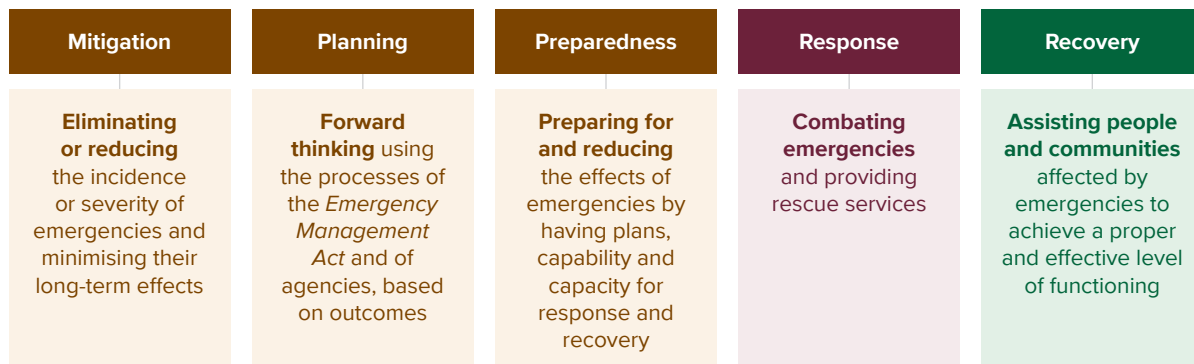 Mitigation
Eliminating
or reducing
the incidence
or severity of
emergencies and
minimising their
long-term effects
Planning
Forward
thinking using
the processes of
the Emergency
Management
Act and of
agencies, based
on outcomes
Preparedness
Preparing for
and reducing
the effects of
emergencies by
having plans,
capability and
capacity for
response and
recovery
Response
Combating
emergencies
and providing
rescue services
Recovery
Assisting people
and communities
affected by
emergencies to
achieve a proper
and effective level
of functioning